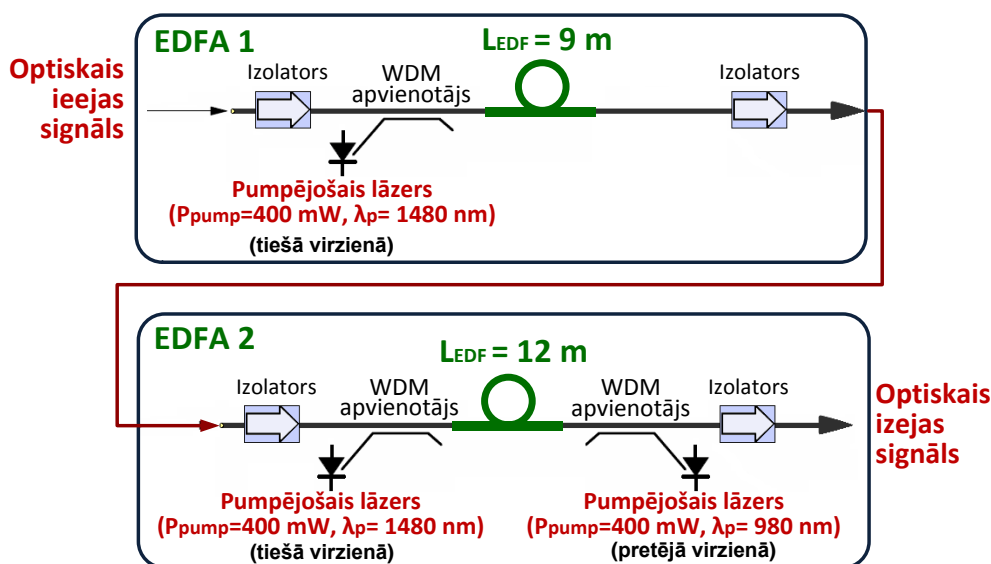 EDFA 1
LEDF = 9 m
Optiskais
ieejas
signāls
Izolators
WDM
apvienotājs
Izolators
Pumpējošais lāzers
(Ppump=400 mW, λp= 1480 nm)
(tiešā virzienā)
EDFA 2
LEDF = 12 m
Izolators
WDM
apvienotājs
WDM
apvienotājs
Izolators
Optiskais
izejas
signāls
Pumpējošais lāzers
(Ppump=400 mW, λp= 1480 nm)
(tiešā virzienā)
Pumpējošais lāzers
(Ppump=400 mW, λp= 980 nm)
(pretējā virzienā)